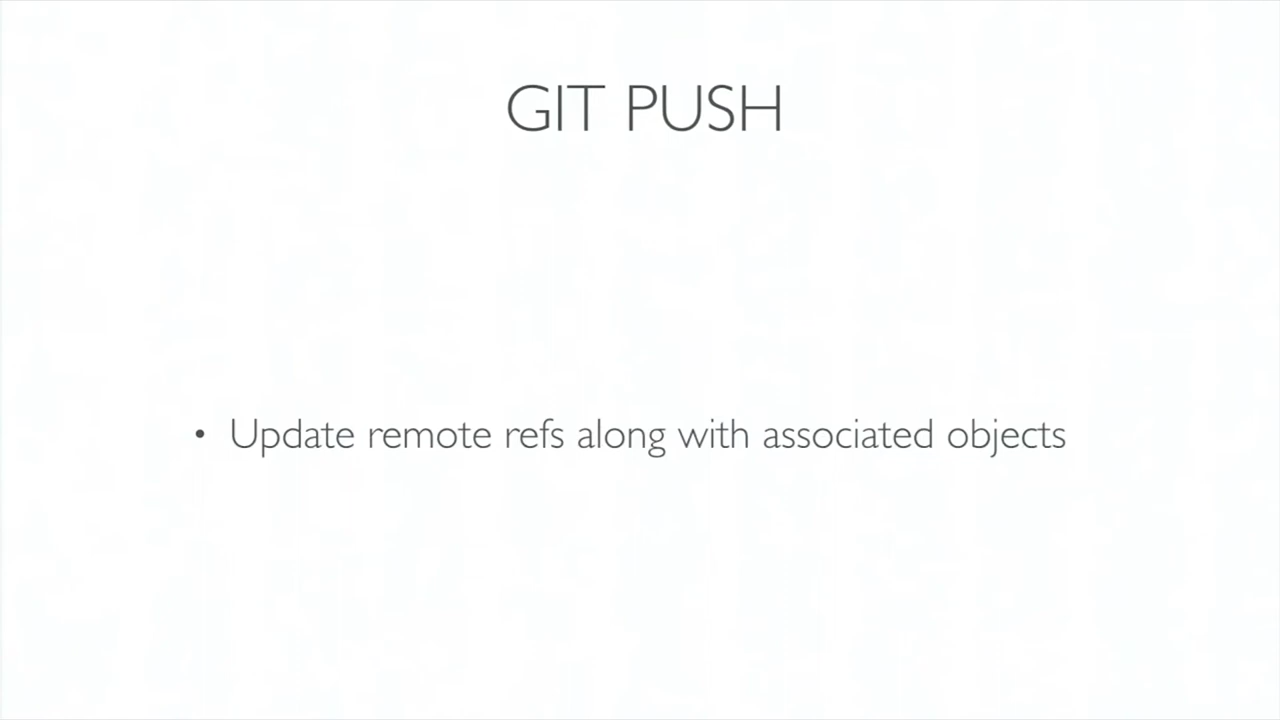 GIT PUSH
• Update remote refs along with associated objects